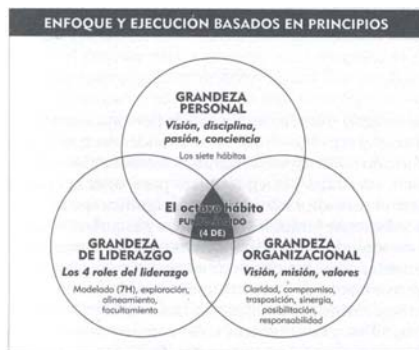 ENFOQUE Y EJECUCIÓN BASADOS EN PRINCIPIOS
GRANDEZA
PERSONAL
Visión, disciplina,
pasión, conciencia
Los siete hábitos
El octavo hábito
PUNTO
(4 DE)
GRANDEZA
DE LIDERAZGO
Los 4 roles del liderazgo
Modelado (7H), exploración,
alineamiento,
facultamiento
GRANDEZA
ORGANIZACIONAL
Visión, misión, valores
Claridad, compromiso,
trasposición, sinergia,
posibilitación,
responsabilidad